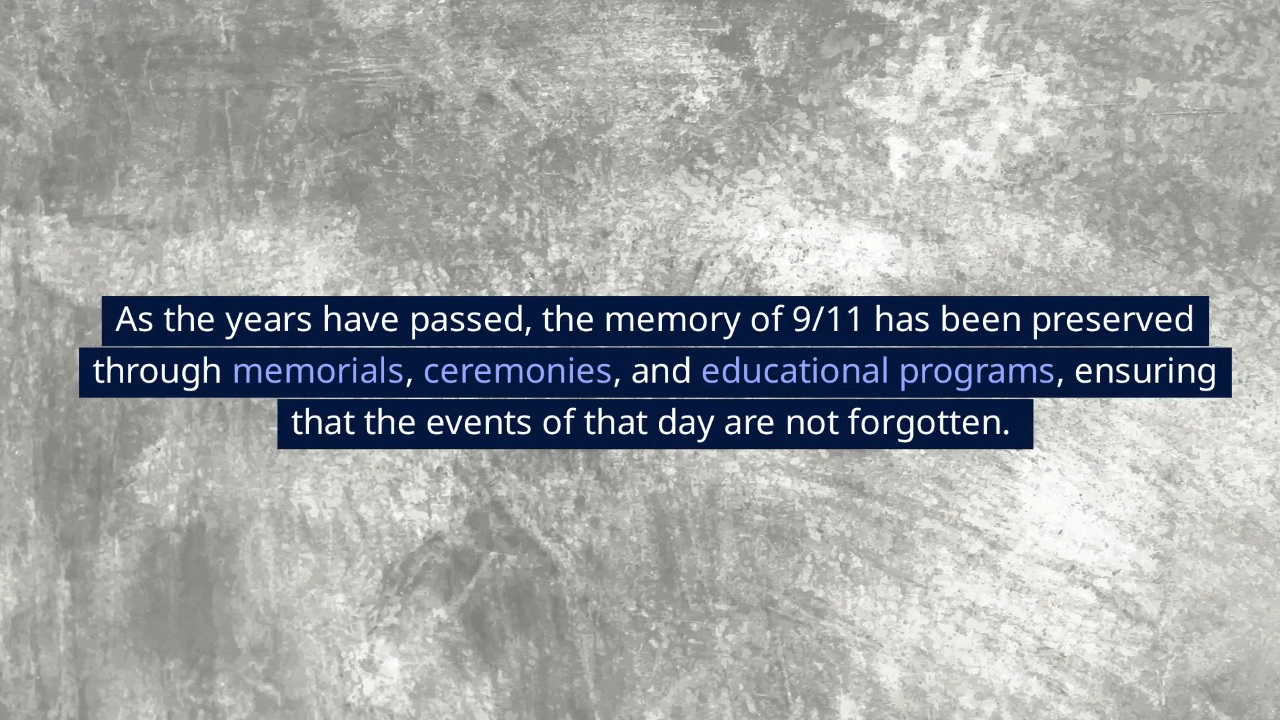 As the years have passed, the memory of 9/11 has been preserved
through memorials, ceremonies, and educational programs, ensuring
that the events of that day are not forgotten.